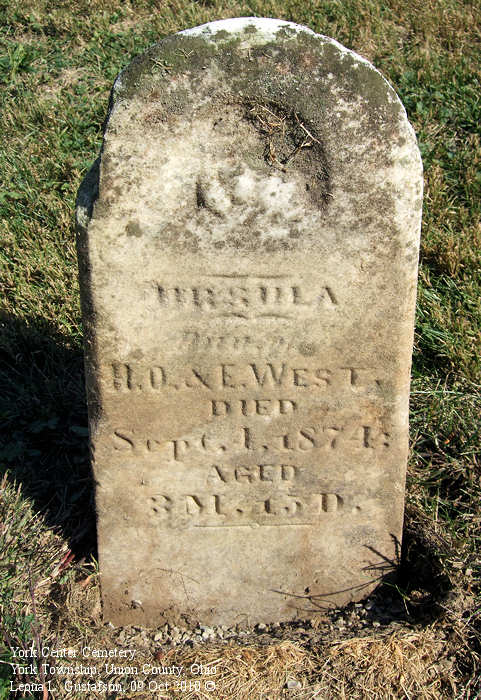 URSULA
Dau. of
H. O. & E. WEST.
DIED
Sept. 1, 1874;
AGED
3 M. 15 D.
York Center Cemetery
York Township, Union County, Ohio
Leona L. Gustafson, 09 Oct 2010 ©